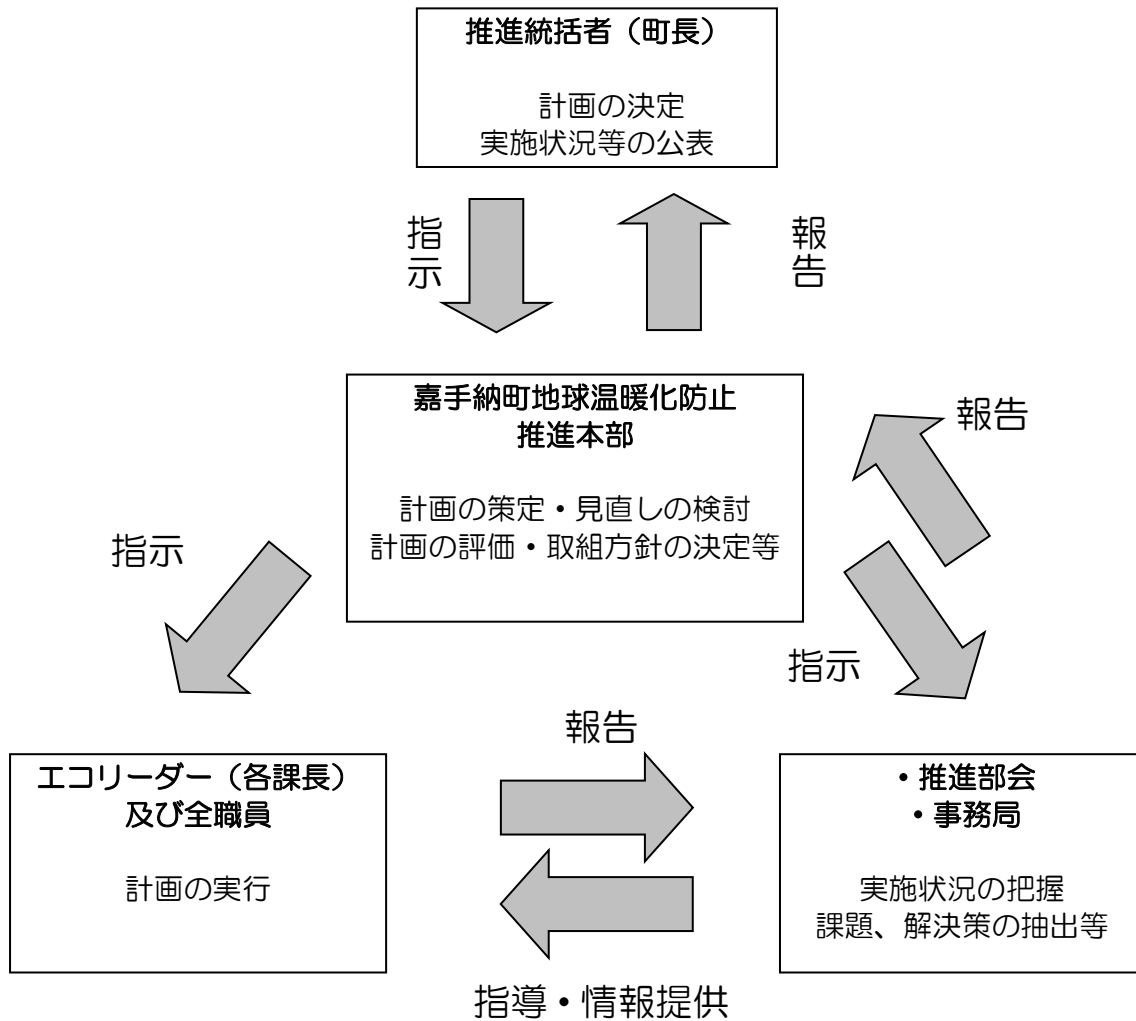 推進統括者（町長）
計画の決定
実施状況等の公表
指示
報告
嘉手納町地球温暖化防止
推進本部
計画の策定・見直しの検討
計画の評価・取組方針の決定等
報告
指示
指示
報告
エコリーダー（各課長）
及び全職員
計画の実行
・推進部会
・事務局
実施状況の把握
課題、解決策の抽出等
指導・情報提供